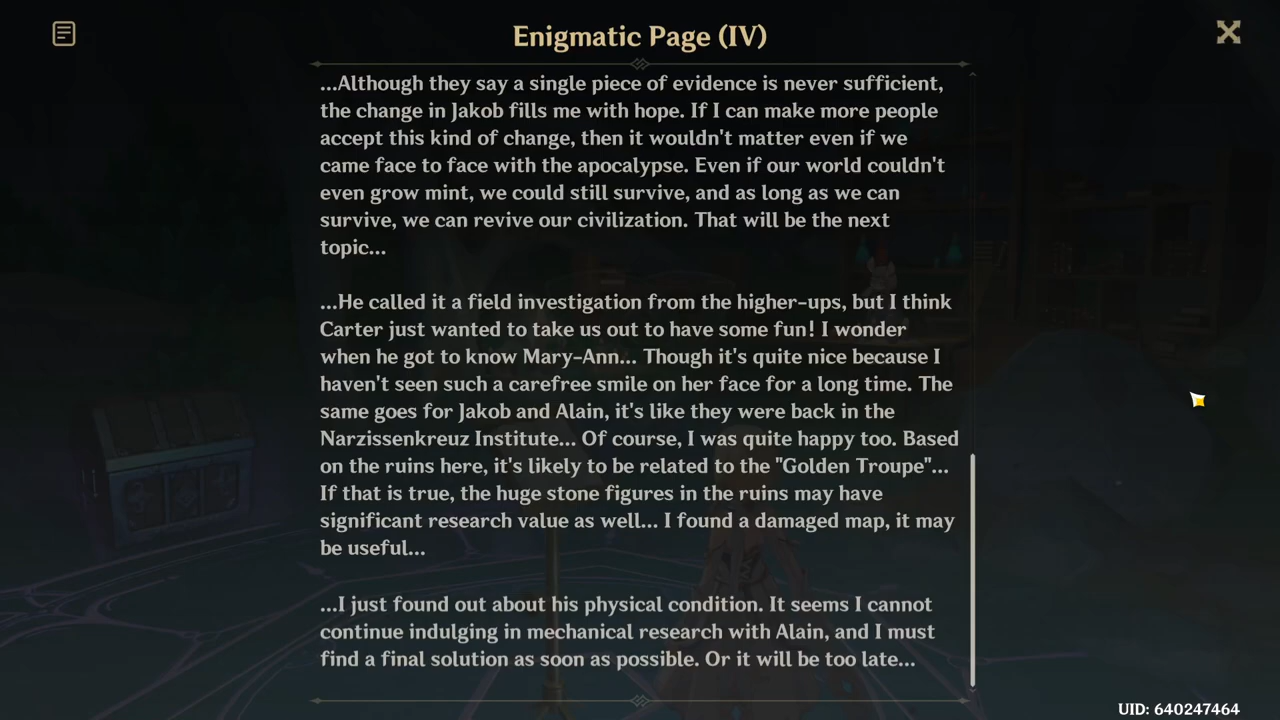 Enigmatic Page (IV)
...Although they say a single piece of evidence is never sufficient,
the change in Jakob fills me with hope. If I can make more people
accept this kind of change, then it wouldn't matter even if we
came face to face with the apocalypse. Even if our world couldn't
even grow mint, we could still survive, and as long as we can
survive, we can revive our civilization. That will be the next
topic...
...He called it a field investigation from the higher-ups, but I think
Carter just wanted to take us out to have some fun! I wonder
when he got to know Mary-Ann... Though it's quite nice because I
haven't seen such a carefree smile on her face for a long time. The
same goes for Jakob and Alain, it's like they were back in the
Narzissenkreuz Institute... Of course, I was quite happy too. Based
on the ruins here, it's likely to be related to the "Golden Troupe"...
If that is true, the huge stone figures in the ruins may have
significant research value as well... I found a damaged map, it may
be useful...
...I just found out about his physical condition. It seems I cannot
continue indulging in mechanical research with Alain, and I must
find a final solution as soon as possible. Or it will be too late...
UID: 640247464